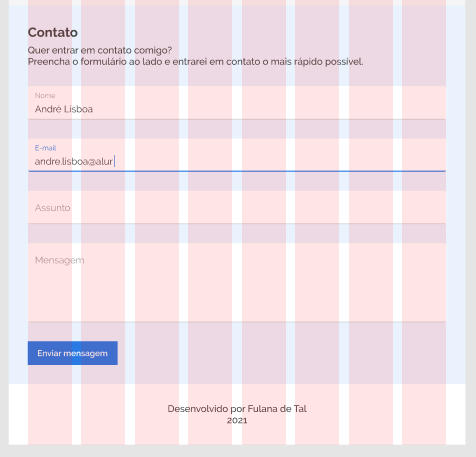 Contato
Quer entrar em contato comigo?
Preencha o formulário ao lado e entrarei em contato o mais rápido possível.
Nome
André Lisboa
E-mail
andre.lisboa@alur
Assunto
Mensagem
Enviar mensagem
Desenvolvido por Fulana de Tal
2021